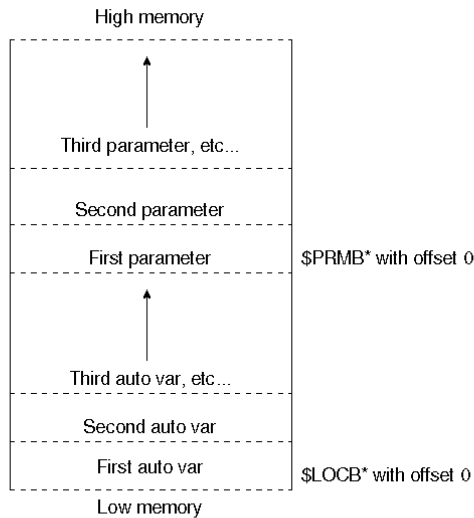 High memory
Third parameter, etc...
Second parameter
First parameter
$PRMB* with offset 0
Third auto var, etc...
Second auto var
First auto var
$LOCB* with offset 0
Low memory